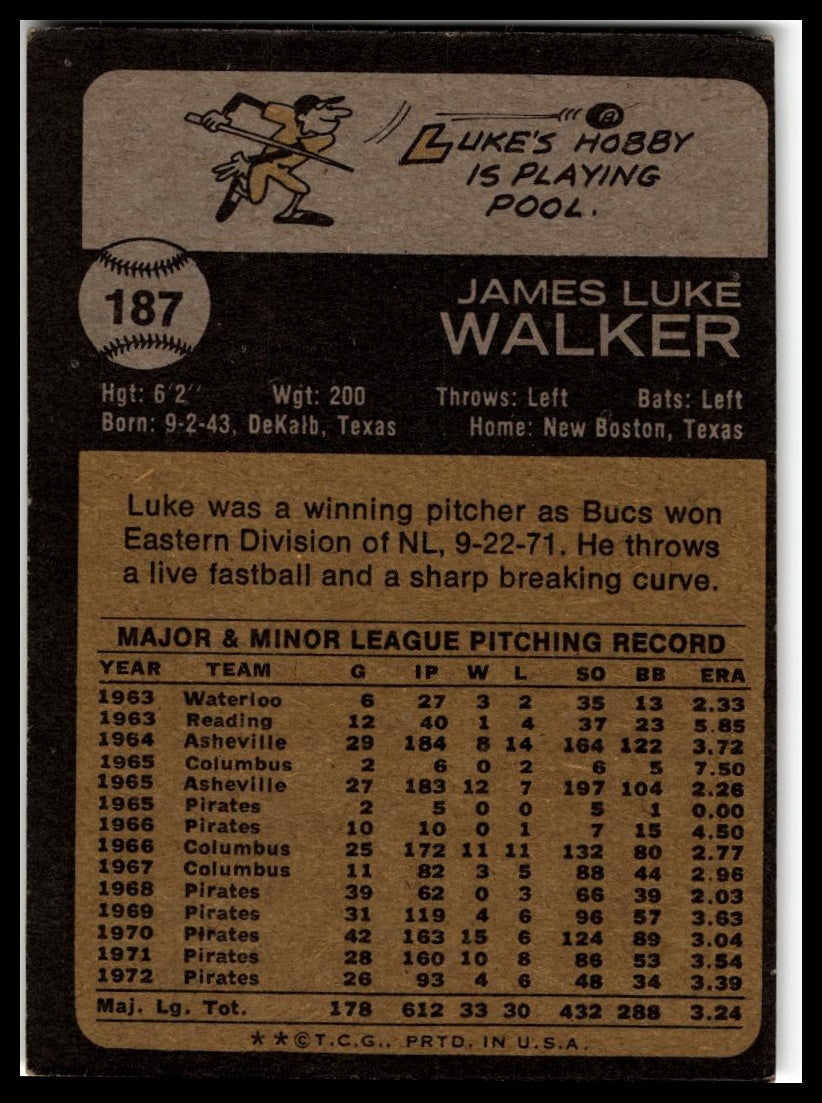 8
LUKE'S HOBBY
IS PLAYING
POOL.
187
JAMES LUKE
WALKER
Hgt: 6'2" Wgt: 200 Throws: Left Bats: Left
Born: 9-2-43, DeKalb, Texas Home: New Boston, Texas
Luke was a winning pitcher as Bucs won
Eastern Division of NL, 9-22-71. He throws
a live fastball and a sharp breaking curve.
MAJOR & MINOR LEAGUE PITCHING RECORD
YEAR TEAM G IP W L SO BB ERA
1963 Waterloo 6 27 3 2 35 13 2.33
1963 Reading 12 40 1 4 37 23 5.85
1964 Asheville 29 184 8 14 164 122 3.72
1965 Columbus 2 6 0 2 6 5 7.50
1965 Asheville 27 183 12 7 197 104 2.26
1965 Pirates 2 5 0 0 5 1 0.00
1966 Pirates 10 10 0 1 7 15 4.50
1966 Columbus 25 172 11 11 132 80 2.77
1967 Columbus 11 82 3 5 88 44 2.96
1968 Pirates 39 62 0 3 66 39 2.03
1969 Pirates 31 119 4 6 96 57 3.63
1970 Pirates 42 163 15 6 124 89 3.04
1971 Pirates 28 160 10 8 86 53 3.54
1972 Pirates 26 93 4 6 48 34 3.39
Maj. Lg. Tot. 178 612 33 30 432 288 3.24
* * © T.C.G., PRTD. IN U.S.A.